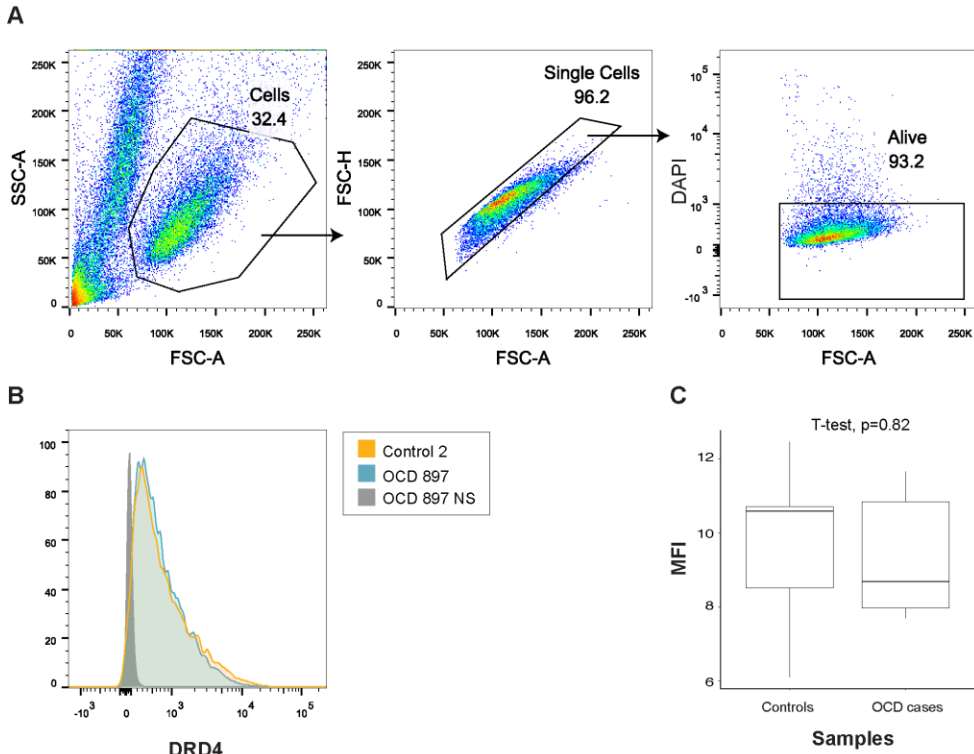 A
Cells
32.4
SSC-A
250K
200K
150K
100K
50K
0
0 50K 100K 150K 200K 250K
FSC-A
Single Cells
96.2
FSC-H
250K
200K
150K
100K
50K
0
0 50K 100K 150K 200K 250K
FSC-A
Alive
93.2
DAPI
10^5
10^4
10^3
0
-10^3
0 50K 100K 150K 200K 250K
FSC-A
B
100
80
60
40
20
0
-10^3 0 10^3 10^4 10^5
DRD4
Control 2
OCD 897
OCD 897 NS
C
T-test, p=0.82
MFI
12
10
8
6
Controls OCD cases
Samples